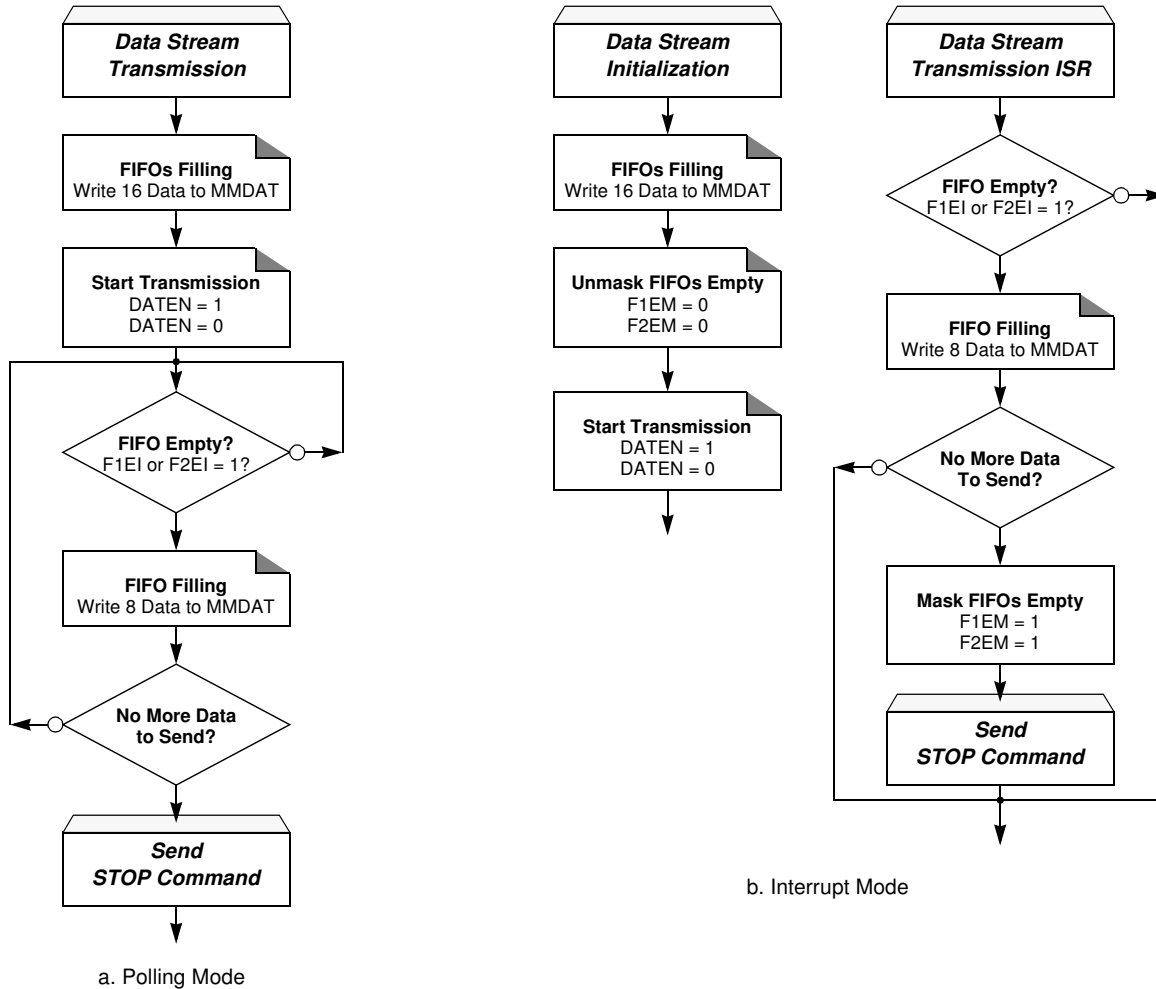 Data Stream
Transmission
FIFOs Filling
Write 16 Data to MMDAT
Start Transmission
DATEN = 1
DATEN = 0
FIFO Empty?
F1EI or F2EI = 1?
FIFO Filling
Write 8 Data to MMDAT
No More Data
to Send?
Send
STOP Command
a. Polling Mode
Data Stream
Initialization
FIFOs Filling
Write 16 Data to MMDAT
Unmask FIFOs Empty
F1EM = 0
F2EM = 0
Start Transmission
DATEN = 1
DATEN = 0
Data Stream
Transmission ISR
FIFO Empty?
F1EI or F2EI = 1?
FIFO Filling
Write 8 Data to MMDAT
No More Data
To Send?
Mask FIFOs Empty
F1EM = 1
F2EM = 1
Send
STOP Command
b. Interrupt Mode